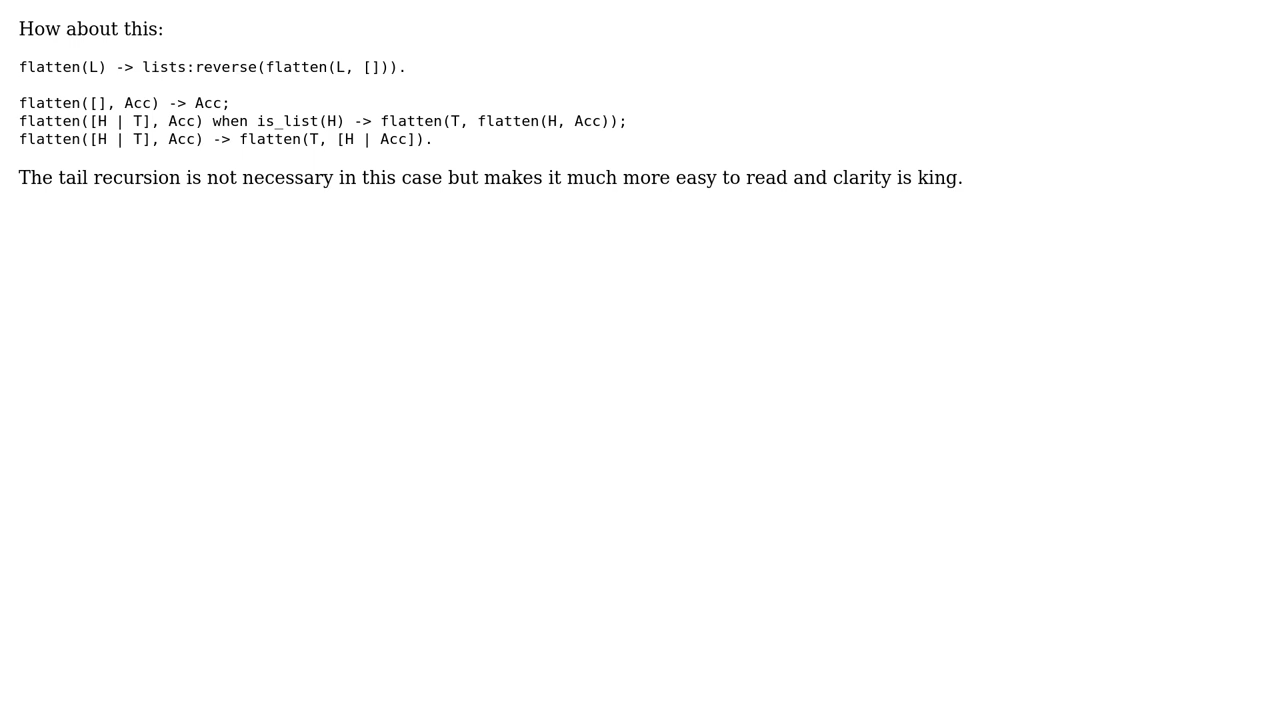 How about this:
flatten(L) -> lists:reverse(flatten(L, [])).
flatten([], Acc) -> Acc;
flatten([H | T], Acc) when is_list(H) -> flatten(T, flatten(H, Acc));
flatten([H | T], Acc) -> flatten(T, [H | Acc]).
The tail recursion is not necessary in this case but makes it much more easy to read and clarity is king.